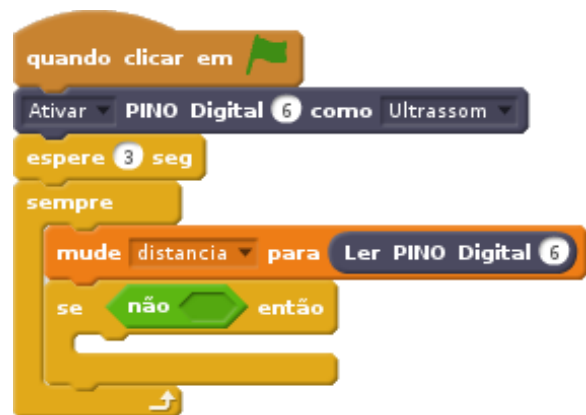 quando clicar em
Ativar PINO Digital 6 como Ultrassom
espere 3 seg
sempre
mude distancia para Ler PINO Digital 6
se não então